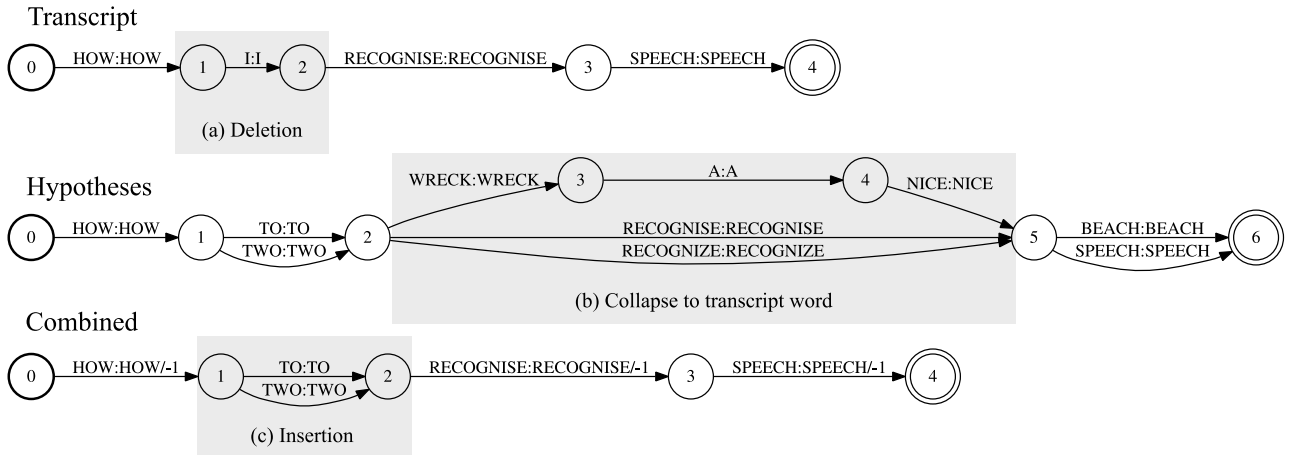 Transcript
0 HOW:HOW 1 I:I 2 RECOGNISE:RECOGNISE 3 SPEECH:SPEECH 4
(a) Deletion
Hypotheses
WRECK:WRECK 3 A:A 4 NICE:NICE
0 HOW:HOW 1 TO:TO 2 RECOGNISE:RECOGNISE 5 BEACH:BEACH 6
TWO:TWO RECOGNIZE:RECOGNIZE SPEECH:SPEECH
(b) Collapse to transcript word
Combined
0 HOW:HOW/-1 1 TO:TO 2 RECOGNISE:RECOGNISE/-1 3 SPEECH:SPEECH/-1 4
TWO:TWO
(c) Insertion